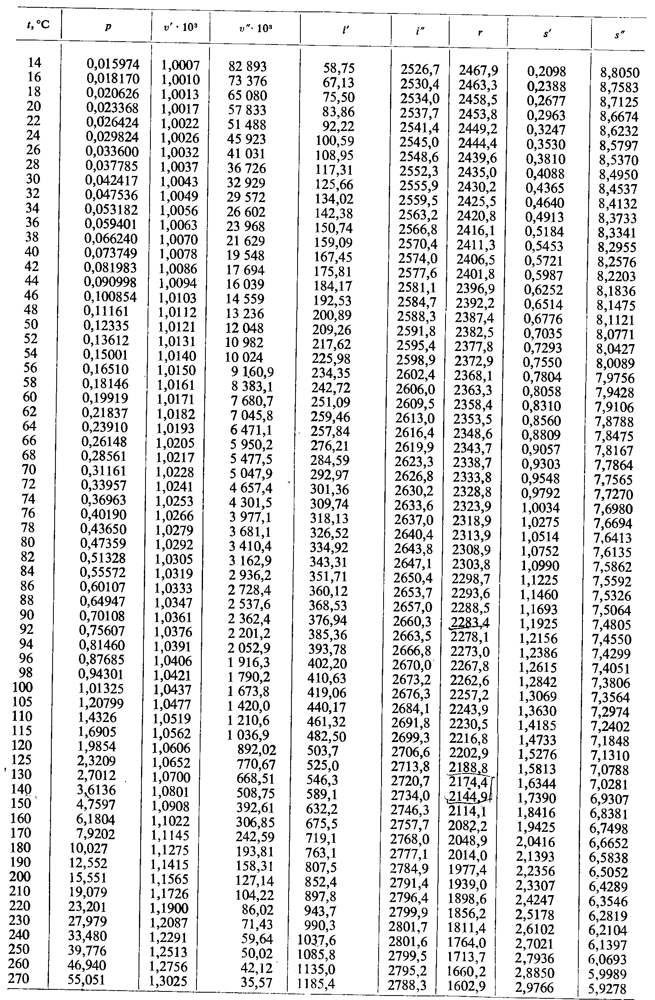 t, °C p v′ · 10³ v″ · 10³ i′ i″ r s′ s″
14 0,015974 1,0007 82 893 58,75 2526,7 2467,9 0,2098 8,8050
16 0,018170 1,0010 73 376 67,13 2530,4 2463,3 0,2388 8,7583
18 0,020626 1,0013 65 080 75,50 2534,0 2458,5 0,2677 8,7125
20 0,023368 1,0017 57 833 83,86 2537,7 2453,8 0,2963 8,6674
22 0,026424 1,0022 51 488 92,22 2541,4 2449,2 0,3247 8,6232
24 0,029824 1,0026 45 923 100,59 2545,0 2444,4 0,3530 8,5797
26 0,033600 1,0032 41 031 108,95 2548,6 2439,6 0,3810 8,5370
28 0,037785 1,0037 36 726 117,31 2552,3 2435,0 0,4088 8,4950
30 0,042417 1,0043 32 929 125,66 2555,9 2430,2 0,4365 8,4537
32 0,047536 1,0049 29 572 134,02 2559,5 2425,5 0,4640 8,4132
34 0,053182 1,0056 26 602 142,38 2563,2 2420,8 0,4913 8,3733
36 0,059401 1,0063 23 968 150,74 2566,8 2416,1 0,5184 8,3341
38 0,066240 1,0070 21 629 159,09 2570,4 2411,3 0,5453 8,2955
40 0,073749 1,0078 19 548 167,45 2574,0 2406,5 0,5721 8,2576
42 0,081983 1,0086 17 694 175,81 2577,6 2401,8 0,5987 8,2203
44 0,090998 1,0094 16 039 184,17 2581,1 2396,9 0,6252 8,1836
46 0,100854 1,0103 14 559 192,53 2584,7 2392,2 0,6514 8,1475
48 0,11161 1,0112 13 236 200,89 2588,3 2387,4 0,6776 8,1121
50 0,12335 1,0121 12 048 209,26 2591,8 2382,5 0,7035 8,0771
52 0,13612 1,0131 10 982 217,62 2595,4 2377,8 0,7293 8,0427
54 0,15001 1,0140 10 024 225,98 2598,9 2372,9 0,7550 8,0089
56 0,16510 1,0150 9 160,9 234,35 2602,4 2368,1 0,7804 7,9756
58 0,18146 1,0161 8 383,1 242,72 2606,0 2363,3 0,8058 7,9428
60 0,19919 1,0171 7 680,7 251,09 2609,5 2358,4 0,8310 7,9106
62 0,21837 1,0182 7 045,8 259,46 2613,0 2353,5 0,8560 7,8788
64 0,23910 1,0193 6 471,1 257,84 2616,4 2348,6 0,8809 7,8475
66 0,26148 1,0205 5 950,2 276,21 2619,9 2343,7 0,9057 7,8167
68 0,28561 1,0217 5 477,5 284,59 2623,3 2338,7 0,9303 7,7864
70 0,31161 1,0228 5 047,9 292,97 2626,8 2333,8 0,9548 7,7565
72 0,33957 1,0241 4 657,4 301,36 2630,2 2328,8 0,9792 7,7270
74 0,36963 1,0253 4 301,5 309,74 2633,6 2323,9 1,0034 7,6980
76 0,40190 1,0266 3 977,1 318,13 2637,0 2318,9 1,0275 7,6694
78 0,43650 1,0279 3 681,1 326,52 2640,4 2313,9 1,0514 7,6413
80 0,47359 1,0292 3 410,4 334,92 2643,8 2308,9 1,0752 7,6135
82 0,51328 1,0305 3 162,9 343,31 2647,1 2303,8 1,0990 7,5862
84 0,55572 1,0319 2 936,2 351,71 2650,4 2298,7 1,1225 7,5592
86 0,60107 1,0333 2 728,4 360,12 2653,7 2293,6 1,1460 7,5326
88 0,64947 1,0347 2 537,6 368,53 2657,0 2288,5 1,1693 7,5064
90 0,70108 1,0361 2 362,4 376,94 2660,3 2283,4 1,1925 7,4805
92 0,75607 1,0376 2 201,2 385,36 2663,5 2278,1 1,2156 7,4550
94 0,81460 1,0391 2 052,9 393,78 2666,8 2273,0 1,2386 7,4299
96 0,87685 1,0406 1 916,3 402,20 2670,0 2267,8 1,2615 7,4051
98 0,94301 1,0421 1 790,2 410,63 2673,2 2262,6 1,2842 7,3806
100 1,01325 1,0437 1 673,8 419,06 2676,3 2257,2 1,3069 7,3564
105 1,20799 1,0477 1 420,0 440,17 2684,1 2243,9 1,3630 7,2974
110 1,4326 1,0519 1 210,6 461,32 2691,8 2230,5 1,4185 7,2402
115 1,6905 1,0562 1 036,9 482,50 2699,3 2216,8 1,4733 7,1848
120 1,9854 1,0606 892,02 503,7 2706,6 2202,9 1,5276 7,1310
125 2,3209 1,0652 770,67 525,0 2713,8 2188,8 1,5813 7,0788
130 2,7012 1,0700 668,51 546,3 2720,7 2174,4 1,6344 7,0281
140 3,6136 1,0801 508,75 589,1 2734,0 2144,9 1,7390 6,9307
150 4,7597 1,0908 392,61 632,2 2746,3 2114,1 1,8416 6,8381
160 6,1804 1,1022 306,85 675,5 2757,7 2082,2 1,9425 6,7498
170 7,9202 1,1145 242,59 719,1 2768,0 2048,9 2,0416 6,6652
180 10,027 1,1275 193,81 763,1 2777,1 2014,0 2,1393 6,5838
190 12,552 1,1415 158,31 807,5 2784,9 1977,4 2,2356 6,5052
200 15,551 1,1565 127,14 852,4 2791,4 1939,0 2,3307 6,4289
210 19,079 1,1726 104,22 897,8 2796,4 1898,6 2,4247 6,3546
220 23,201 1,1900 86,02 943,7 2799,9 1856,2 2,5178 6,2819
230 27,979 1,2087 71,43 990,3 2801,7 1811,4 2,6102 6,2104
240 33,480 1,2291 59,64 1037,6 2801,6 1764,0 2,7021 6,1397
250 39,776 1,2513 50,02 1085,8 2799,5 1713,7 2,7936 6,0693
260 46,940 1,2756 42,12 1135,0 2795,2 1660,2 2,8850 5,9989
270 55,051 1,3025 35,57 1185,4 2788,3 1602,9 2,9766 5,9278